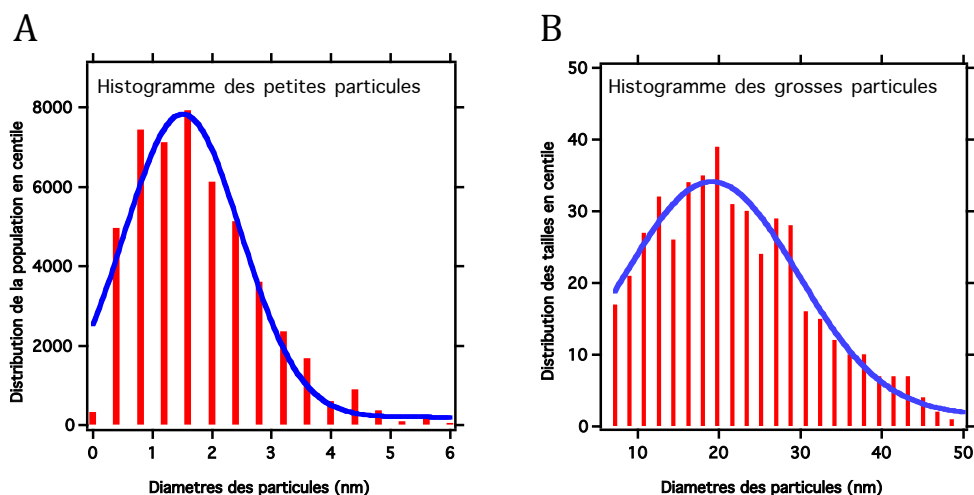 A
Histogramme des petites particules
Distribution de la population en centile
8000
6000
4000
2000
0
0 1 2 3 4 5 6
Diametres des particules (nm)
B
Histogramme des grosses particules
Distribution des tailles en centile
50
40
30
20
10
0
10 20 30 40 50
Diametres des particules (nm)